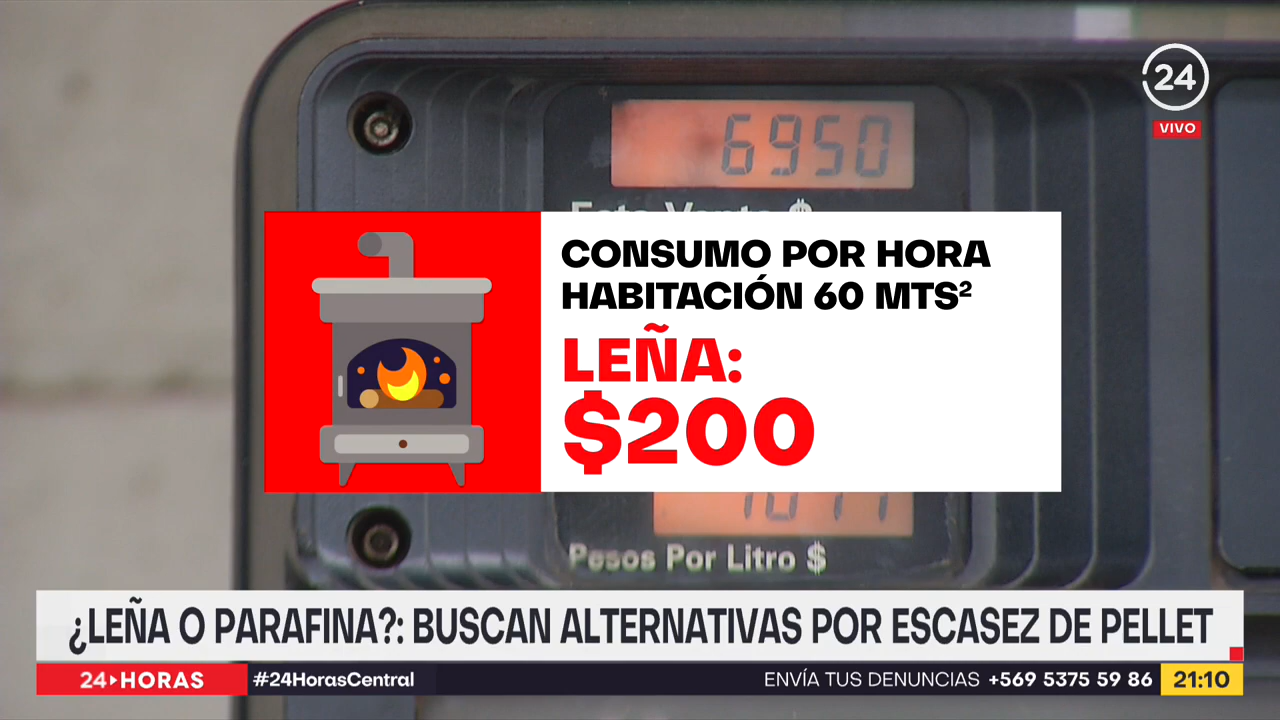 24
VIVO
6950
CONSUMO POR HORA
HABITACIÓN 60 MTS²
LEÑA:
$200
Pesos Por Litro $
¿LEÑA O PARAFINA?: BUSCAN ALTERNATIVAS POR ESCASEZ DE PELLET
24 HORAS
#24HorasCentral
ENVÍA TUS DENUNCIAS +569 5375 59 86
21:10